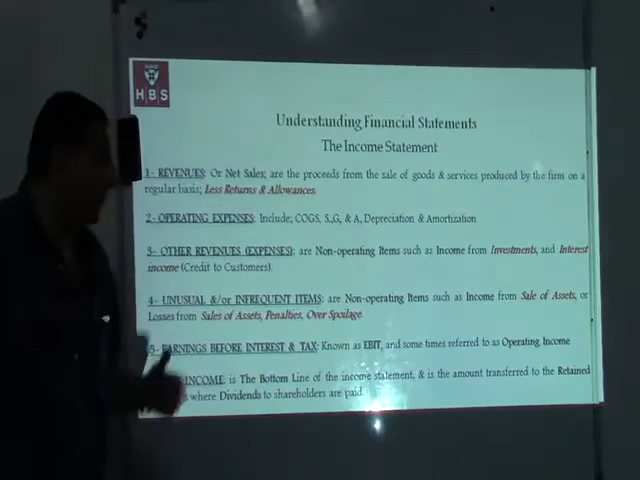 HBS
Understanding Financial Statements
The Income Statement
1- REVENUES: Or Net Sales; are the proceeds from the sale of goods & services produced by the firm on a
regular basis; Less Returns & Allowances.
2- OPERATING EXPENSES: Include; COGS, S.,G, & A, Depreciation & Amortization
3- OTHER REVENUES (EXPENSES): are Non-operating Items such as Income from Investments, and Interest
income (Credit to Customers).
4- UNUSUAL &/or INFREQUENT ITEMS: are Non-operating Items such as Income from Sale of Assets, or
Losses from Sales of Assets, Penalties, Over Spoilage.
5- EARNINGS BEFORE INTEREST & TAX: Known as EBIT, and some times referred to as Operating Income
INCOME: is The Bottom Line of the income statement, & is the amount transferred to the Retained
where Dividends to shareholders are paid.